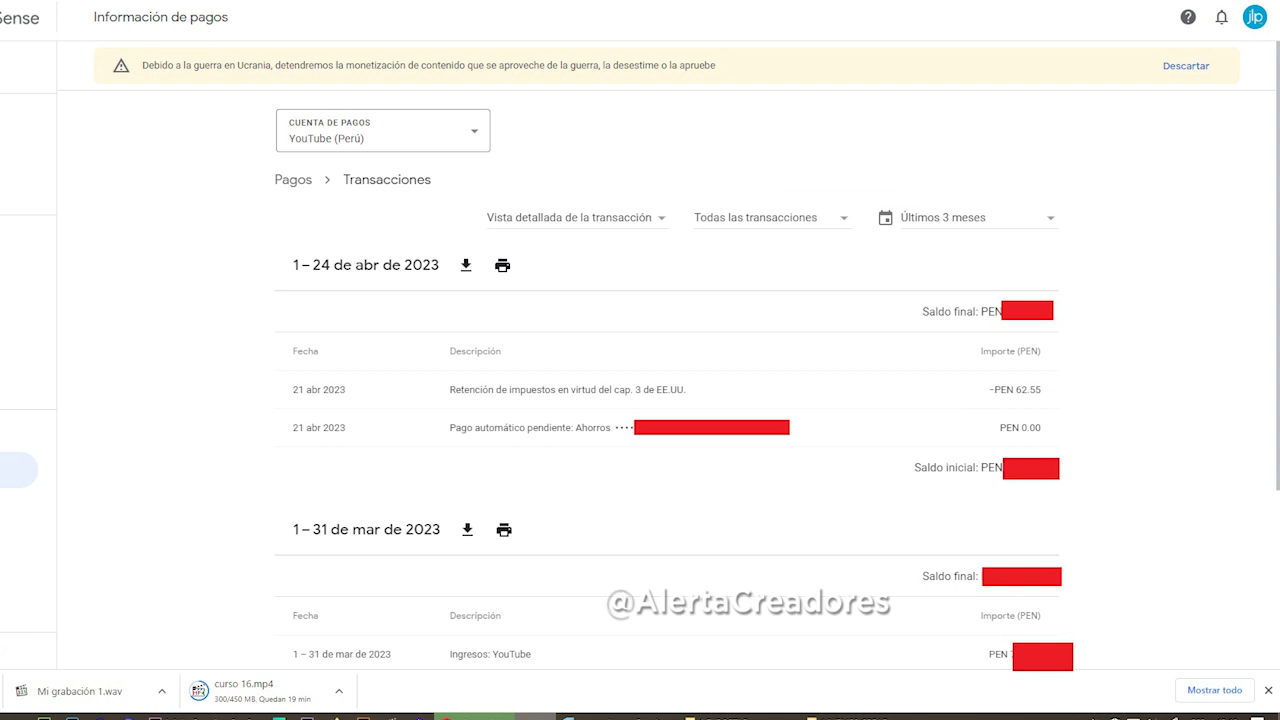 Sense
Información de pagos
jlp
Debido a la guerra en Ucrania, detendremos la monetización de contenido que se aproveche de la guerra, la desestime o la apruebe
Descartar
CUENTA DE PAGOS
YouTube (Perú)
Pagos > Transacciones
Vista detallada de la transacción Todas las transacciones Últimos 3 meses
1 – 24 de abr de 2023
Saldo final: PEN
Fecha Descripción Importe (PEN)
21 abr 2023 Retención de impuestos en virtud del cap. 3 de EE.UU. −PEN 62.55
21 abr 2023 Pago automático pendiente: Ahorros •••• PEN 0.00
Saldo inicial: PEN
1 – 31 de mar de 2023
Saldo final:
@AlertaCreadores
Fecha Descripción Importe (PEN)
1 – 31 de mar de 2023 Ingresos: YouTube PEN
Mi grabación 1.wav
curso 16.mp4
300/450 MB, Quedan 19 min
Mostrar todo